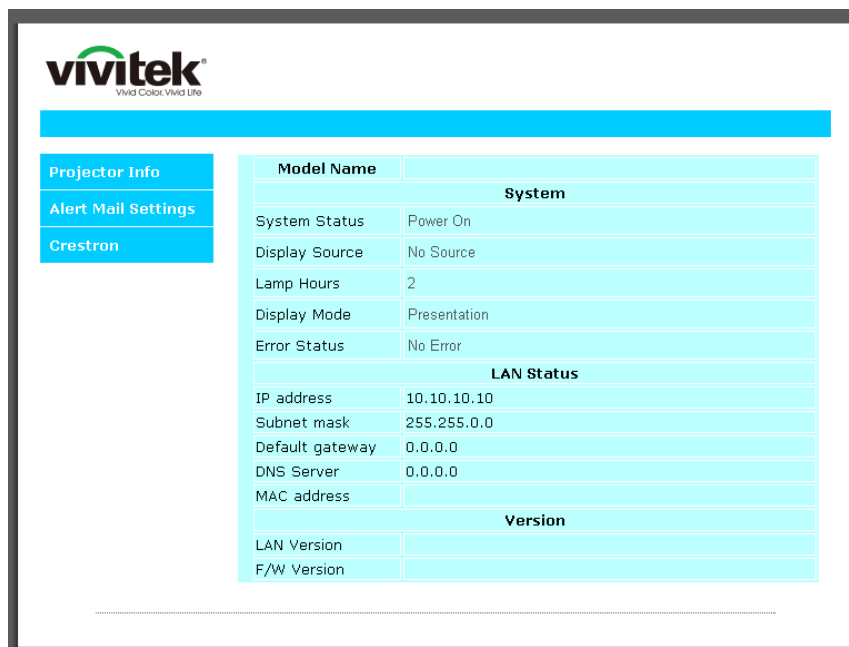 vivitek®
Vivid Color. Vivid Life
Projector Info
Alert Mail Settings
Crestron
Model Name
System
System Status Power On
Display Source No Source
Lamp Hours 2
Display Mode Presentation
Error Status No Error
LAN Status
IP address 10.10.10.10
Subnet mask 255.255.0.0
Default gateway 0.0.0.0
DNS Server 0.0.0.0
MAC address
Version
LAN Version
F/W Version